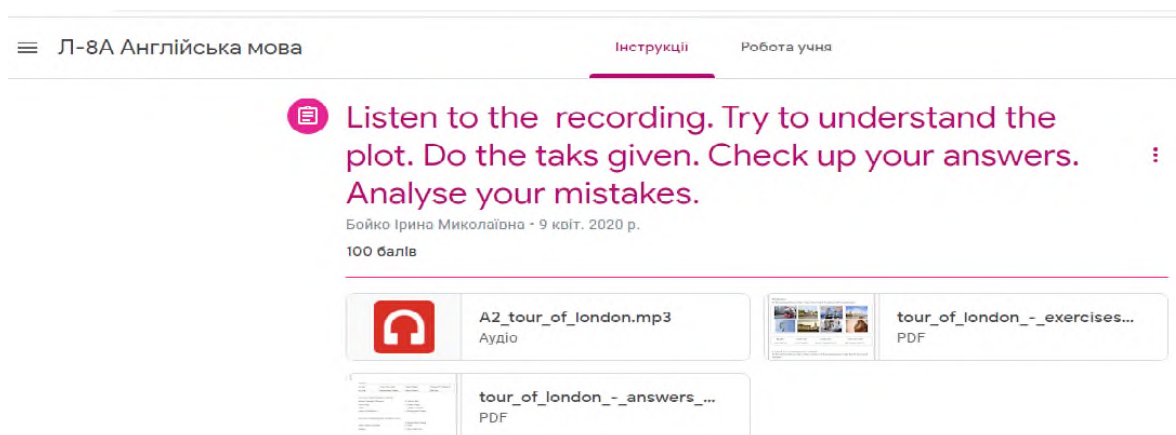 Л-8А Англійська мова
Інструкції Робота учня
Listen to the recording. Try to understand the
plot. Do the taks given. Check up your answers.
Analyse your mistakes.
Бойко Ірина Миколаївна • 9 квіт. 2020 р.
100 балів
A2_tour_of_london.mp3
Аудіо
tour_of_london_-_exercises...
PDF
tour_of_london_-_answers_...
PDF